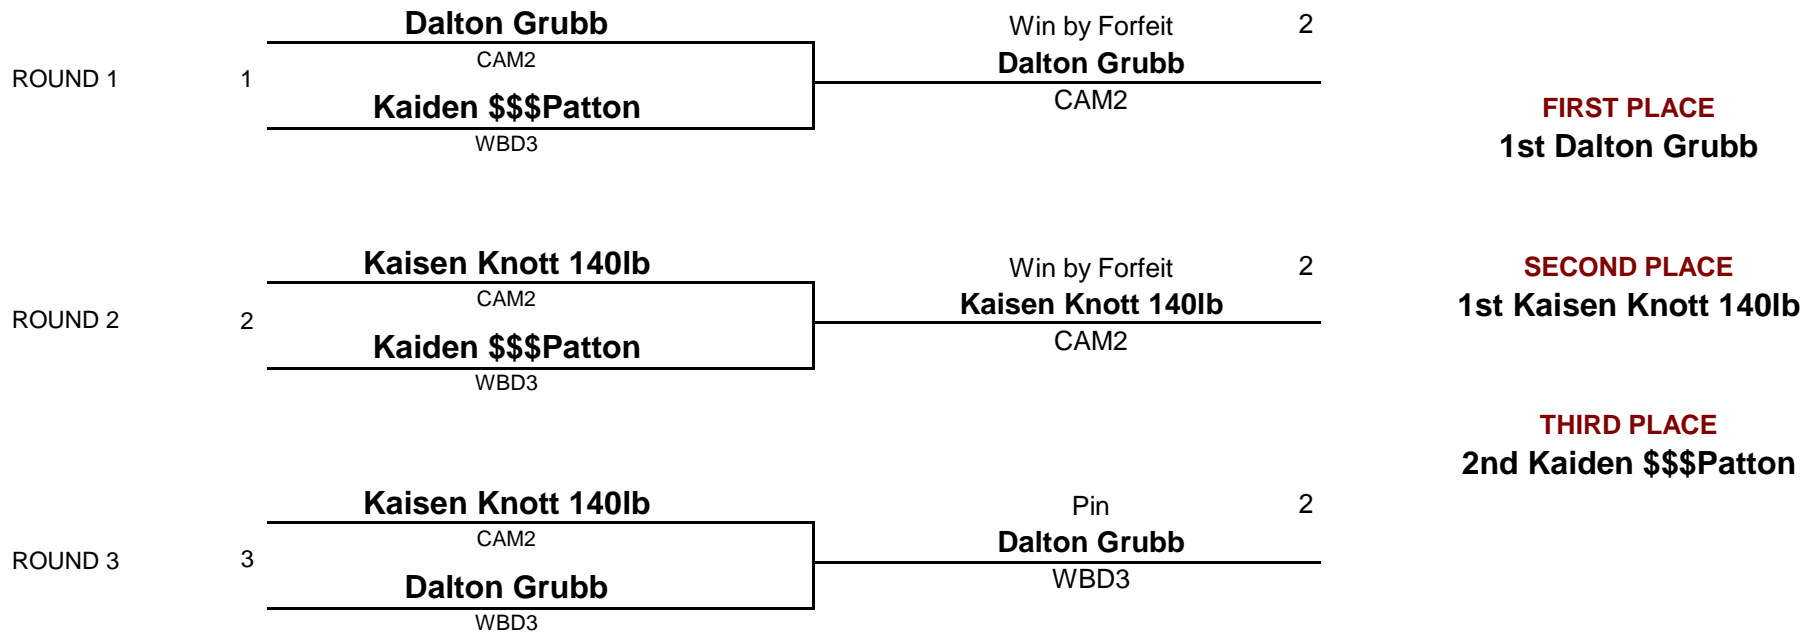 Dalton Grubb
CAM2
ROUND 1 1
Kaiden $$$Patton
WBD3
Win by Forfeit 2
Dalton Grubb
CAM2
FIRST PLACE
1st Dalton Grubb
Kaisen Knott 140lb
CAM2
ROUND 2 2
Kaiden $$$Patton
WBD3
Win by Forfeit 2
Kaisen Knott 140lb
CAM2
SECOND PLACE
1st Kaisen Knott 140lb
THIRD PLACE
2nd Kaiden $$$Patton
Kaisen Knott 140lb
CAM2
ROUND 3 3
Dalton Grubb
WBD3
Pin 2
Dalton Grubb
WBD3